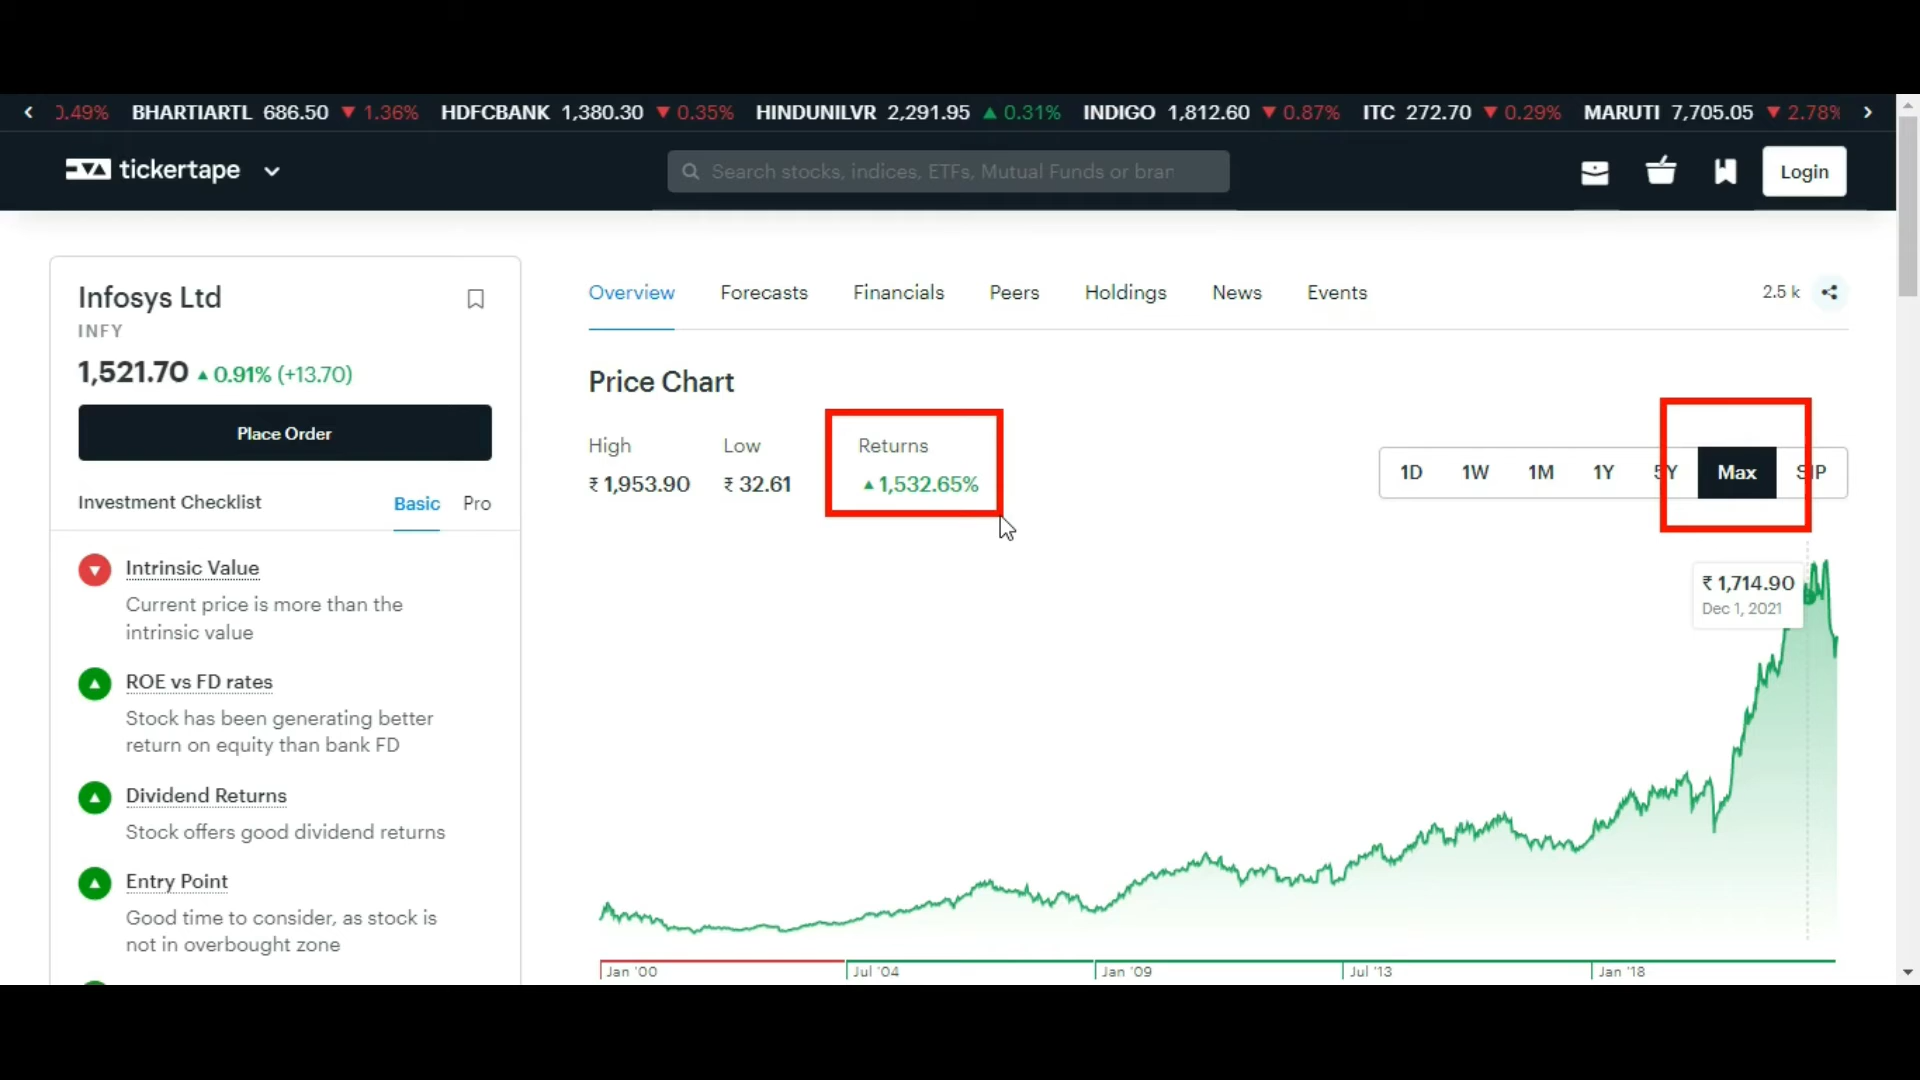 0.49% BHARTIARTL 686.50 ▼ 1.36% HDFCBANK 1,380.30 ▼ 0.35% HINDUNILVR 2,291.95 ▲ 0.31% INDIGO 1,812.60 ▼ 0.87% ITC 272.70 ▼ 0.29% MARUTI 7,705.05 ▼ 2.78%
tickertape
Search stocks, indices, ETFs, Mutual Funds or bran
Login
Infosys Ltd
INFY
1,521.70 ▲ 0.91% (+13.70)
Place Order
Investment Checklist Basic Pro
Intrinsic Value
Current price is more than the
intrinsic value
ROE vs FD rates
Stock has been generating better
return on equity than bank FD
Dividend Returns
Stock offers good dividend returns
Entry Point
Good time to consider, as stock is
not in overbought zone
Overview Forecasts Financials Peers Holdings News Events
2.5 k
Price Chart
High Low Returns
₹ 1,953.90 ₹ 32.61 ▲ 1,532.65%
1D 1W 1M 1Y 5Y Max SIP
₹ 1,714.90
Dec 1, 2021
Jan '00 Jul '04 Jan '09 Jul '13 Jan '18